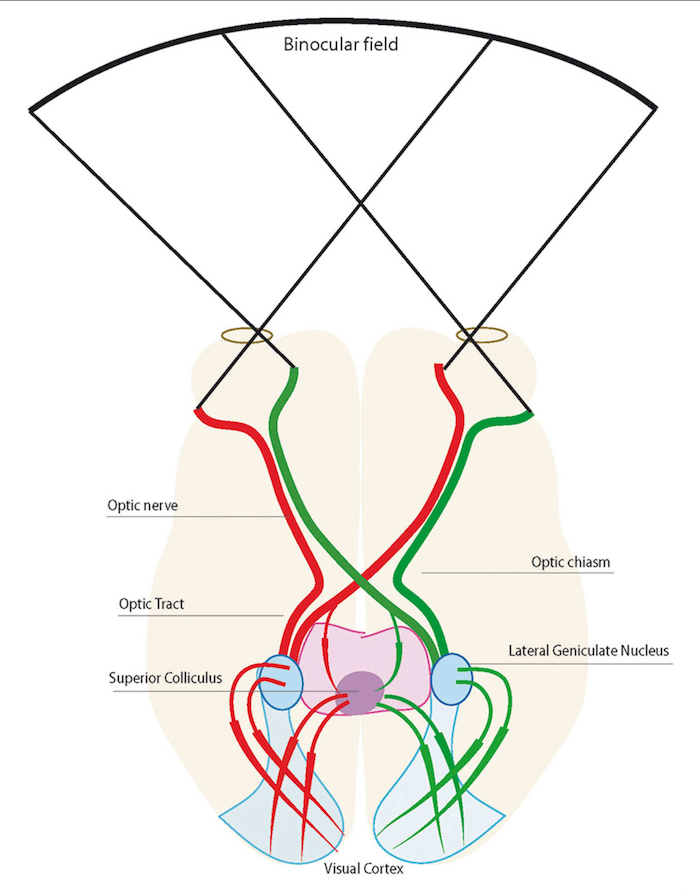 Binocular field
Optic nerve
Optic chiasm
Optic Tract
Lateral Geniculate Nucleus
Superior Colliculus
Visual Cortex